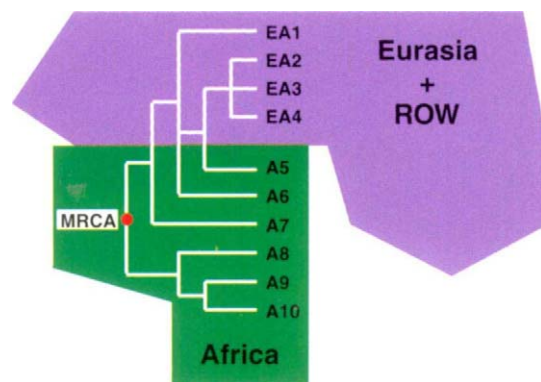 EA1
EA2
EA3
EA4
Eurasia
+
ROW
A5
A6
MRCA
A7
A8
A9
A10
Africa